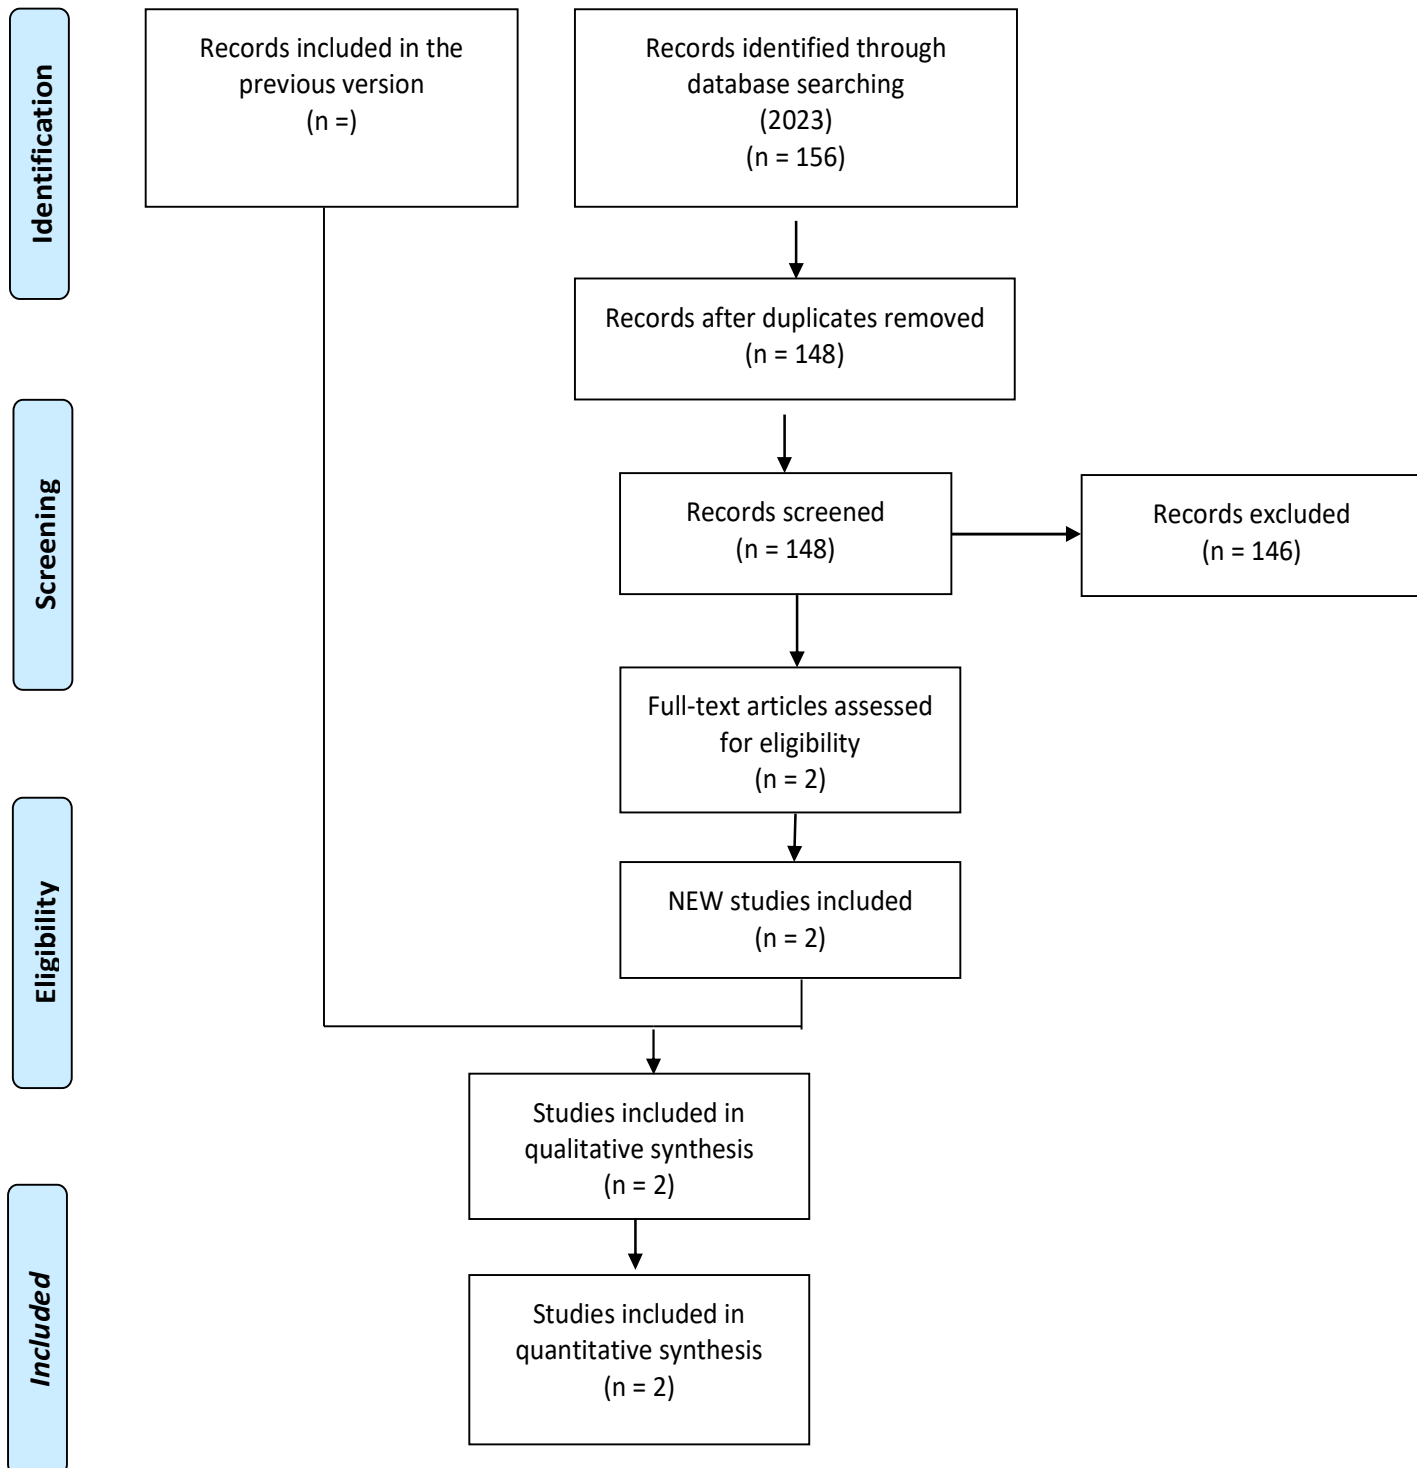 Identification
Records included in the
previous version
(n =)
Records identified through
database searching
(2023)
(n = 156)
Records after duplicates removed
(n = 148)
Screening
Records screened
(n = 148)
Records excluded
(n = 146)
Full-text articles assessed
for eligibility
(n = 2)
Eligibility
NEW studies included
(n = 2)
Studies included in
qualitative synthesis
(n = 2)
Included
Studies included in
quantitative synthesis
(n = 2)